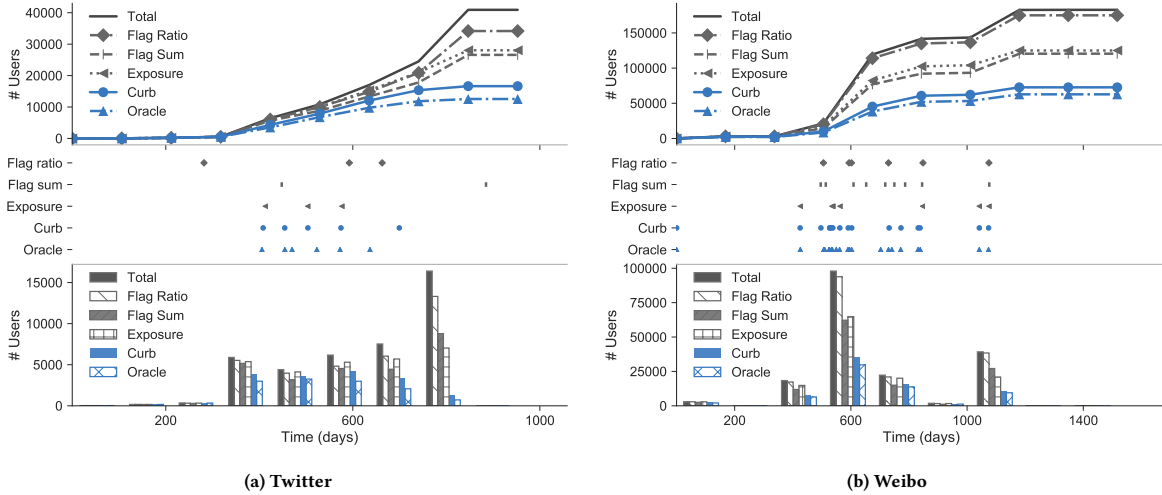 40000
30000
20000
10000
0
# Users
Total
Flag Ratio
Flag Sum
Exposure
Curb
Oracle
Flag ratio
Flag sum
Exposure
Curb
Oracle
15000
10000
5000
0
# Users
Total
Flag Ratio
Flag Sum
Exposure
Curb
Oracle
200
600
1000
Time (days)
(a) Twitter
150000
100000
50000
0
# Users
Total
Flag Ratio
Flag Sum
Exposure
Curb
Oracle
Flag ratio
Flag sum
Exposure
Curb
Oracle
100000
75000
50000
25000
0
# Users
Total
Flag Ratio
Flag Sum
Exposure
Curb
Oracle
200
600
1000
1400
Time (days)
(b) Weibo